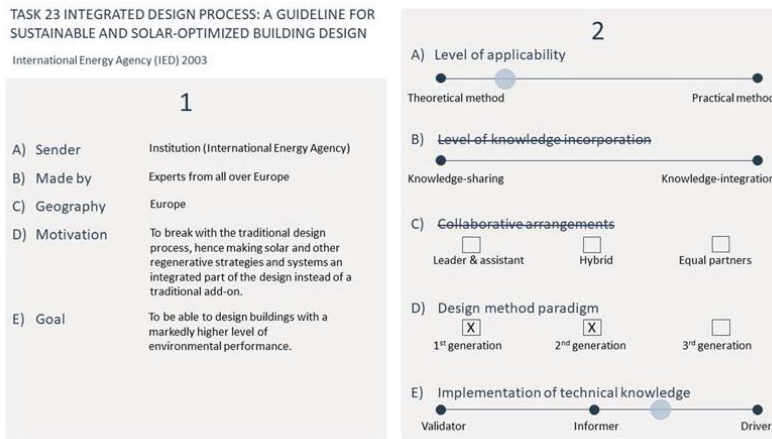 TASK 23 INTEGRATED DESIGN PROCESS: A GUIDELINE FOR
SUSTAINABLE AND SOLAR-OPTIMIZED BUILDING DESIGN
International Energy Agency (IED) 2003
1
A) Sender Institution (International Energy Agency)
B) Made by Experts from all over Europe
C) Geography Europe
D) Motivation To break with the traditional design
process, hence making solar and other
regenerative strategies and systems an
integrated part of the design instead of a
traditional add-on.
E) Goal To be able to design buildings with a
markedly higher level of
environmental performance.
2
A) Level of applicability
Theoretical method Practical method
B) Level of knowledge incorporation
Knowledge-sharing Knowledge-integration
C) Collaborative arrangements
Leader & assistant Hybrid Equal partners
D) Design method paradigm
X X
1st generation 2nd generation 3rd generation
E) Implementation of technical knowledge
Validator Informer Driver